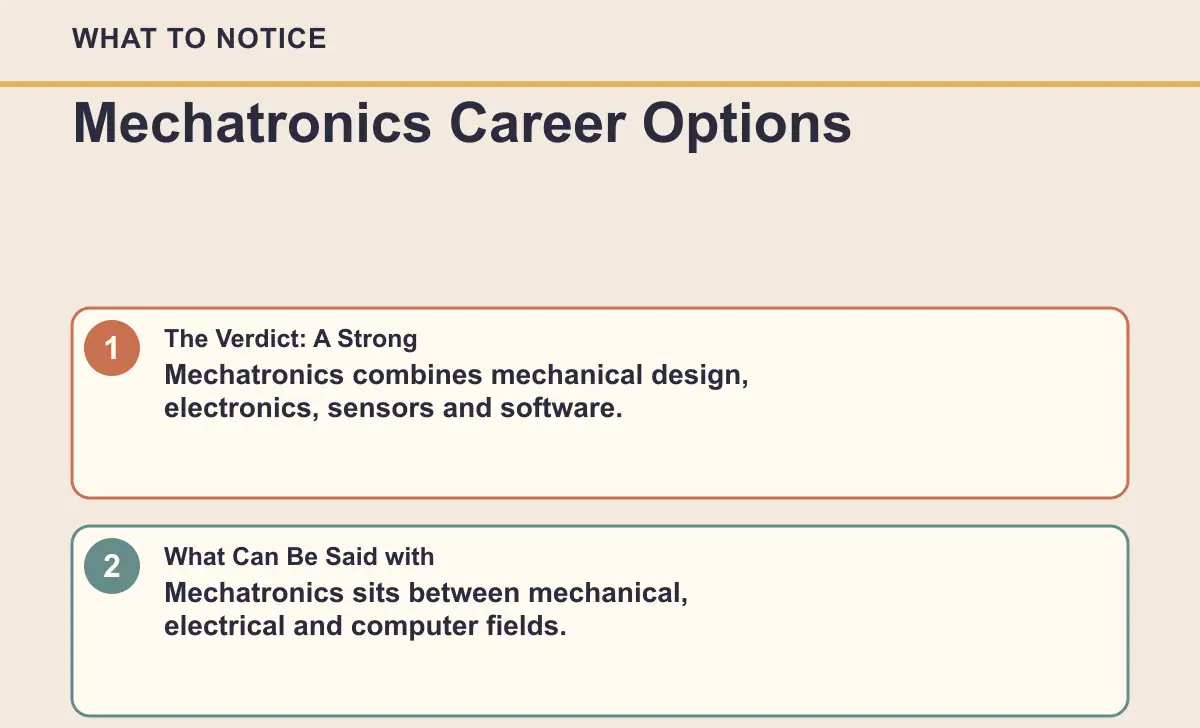 WHAT TO NOTICE
Mechatronics Career Options
1
The Verdict: A Strong
Mechatronics combines mechanical design,
electronics, sensors and software.
2
What Can Be Said with
Mechatronics sits between mechanical,
electrical and computer fields.